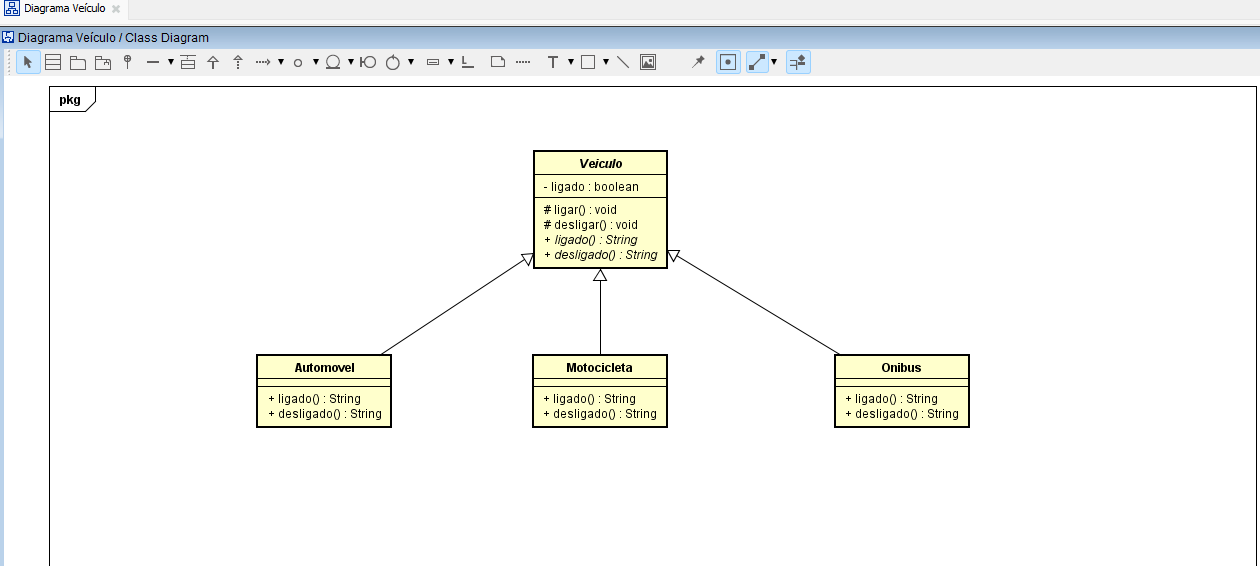 Diagrama Veículo
Diagrama Veículo / Class Diagram
T
pkg
Veículo
- ligado : boolean
# ligar() : void
# desligar() : void
+ ligado() : String
+ desligado() : String
Automovel
+ ligado() : String
+ desligado() : String
Motocicleta
+ ligado() : String
+ desligado() : String
Onibus
+ ligado() : String
+ desligado() : String